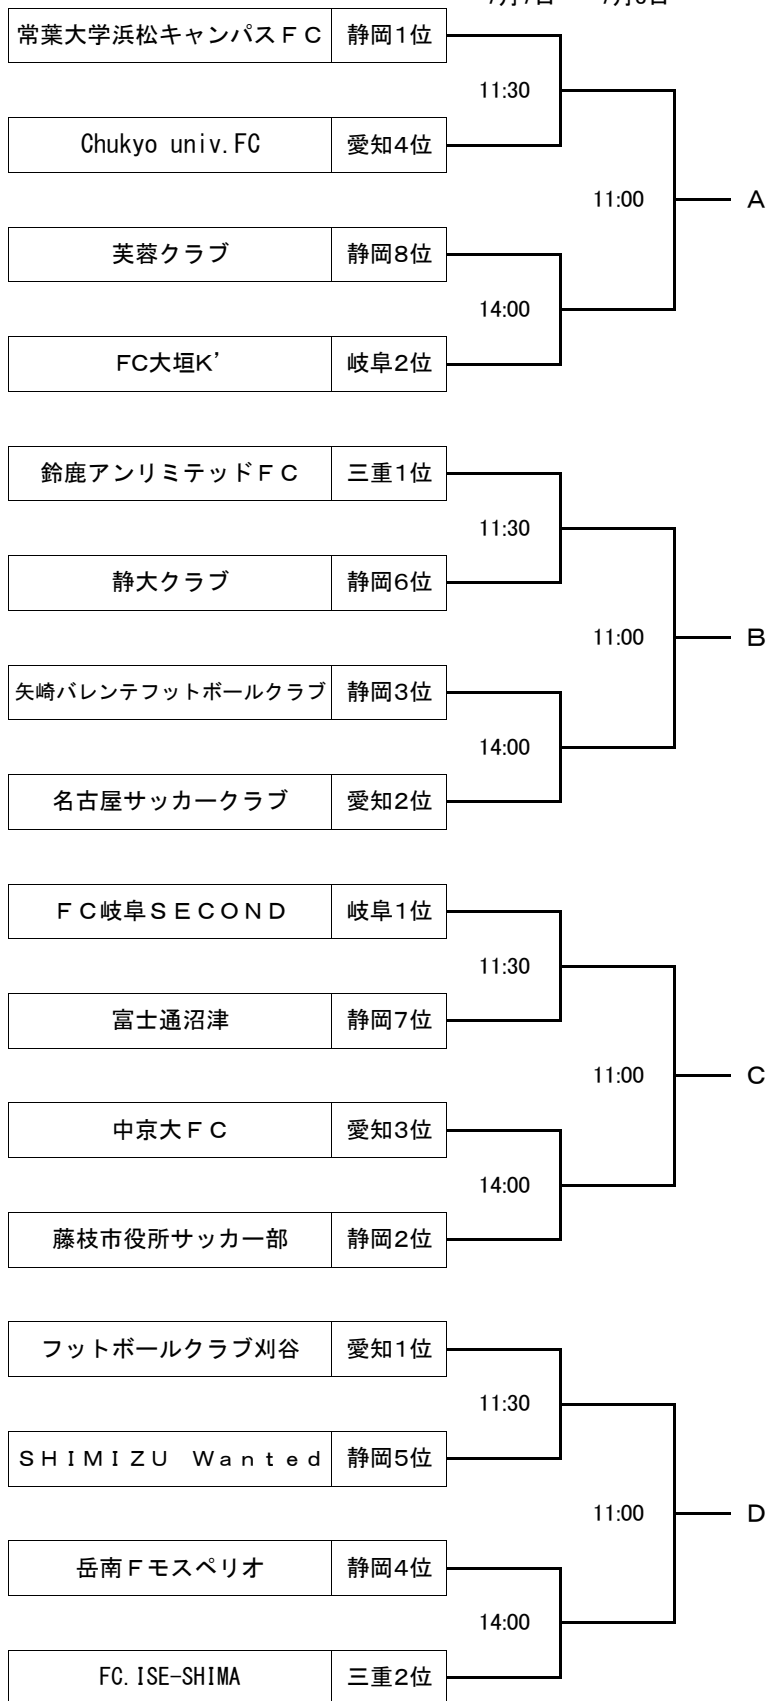 7月7日 7月8日
常葉大学浜松キャンパスＦＣ 静岡1位
11:30
Chukyo univ.FC 愛知4位
11:00 A
芙蓉クラブ 静岡8位
14:00
FC大垣K’ 岐阜2位
鈴鹿アンリミテッドＦＣ 三重1位
11:30
静大クラブ 静岡6位
11:00 B
矢崎バレンテフットボールクラブ 静岡3位
14:00
名古屋サッカークラブ 愛知2位
ＦＣ岐阜ＳＥＣＯＮＤ 岐阜1位
11:30
富士通沼津 静岡7位
11:00 C
中京大ＦＣ 愛知3位
14:00
藤枝市役所サッカー部 静岡2位
フットボールクラブ刈谷 愛知1位
11:30
ＳＨＩＭＩＺＵ　Ｗａｎｔｅｄ 静岡5位
11:00 D
岳南Ｆモスペリオ 静岡4位
14:00
FC.ISE-SHIMA 三重2位